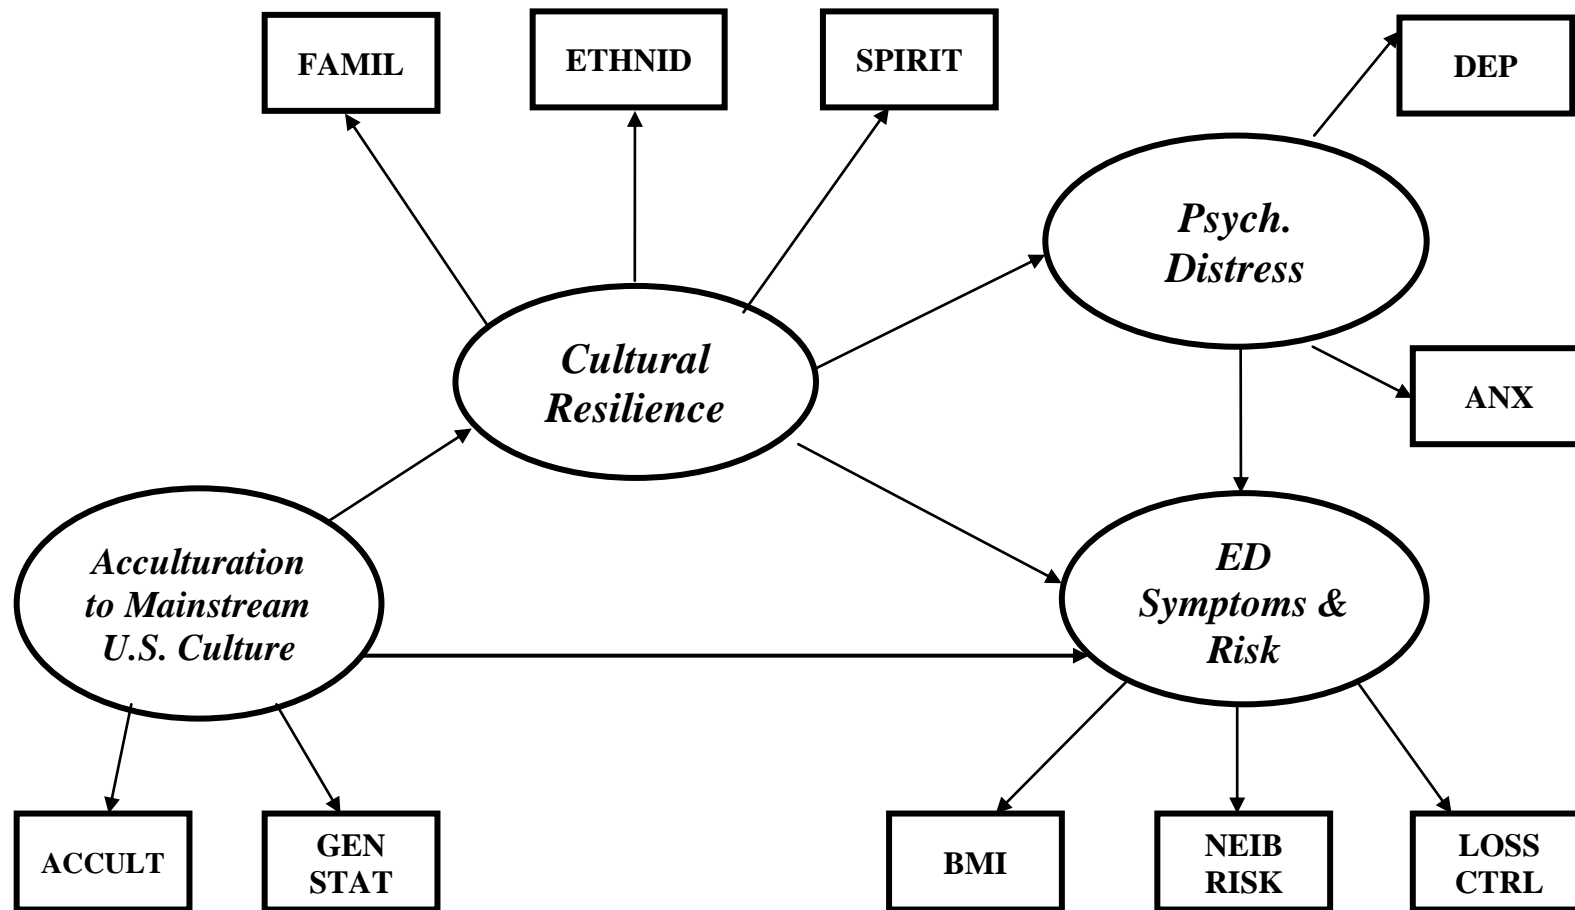 FAMIL
ETHNID
SPIRIT
DEP
Psych.
Distress
Cultural
Resilience
ANX
Acculturation
to Mainstream
U.S. Culture
ED
Symptoms &
Risk
ACCULT
GEN
STAT
BMI
NEIB
RISK
LOSS
CTRL